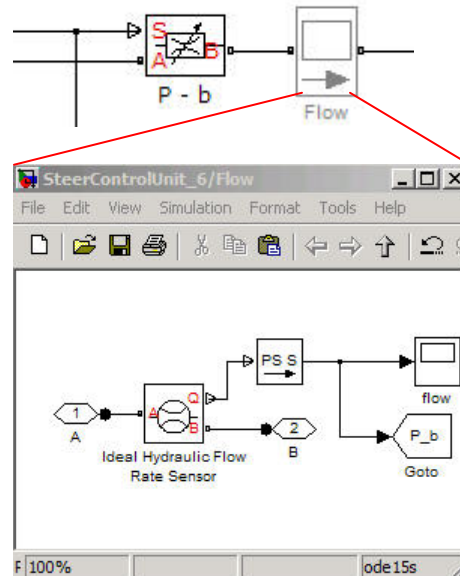 S
A
B
P - b
Flow
SteerControlUnit_6/Flow
File Edit View Simulation Format Tools Help
PS S
flow
1
A
Q
A
B
2
B
P_b
Goto
Ideal Hydraulic Flow
Rate Sensor
F 100%
ode15s